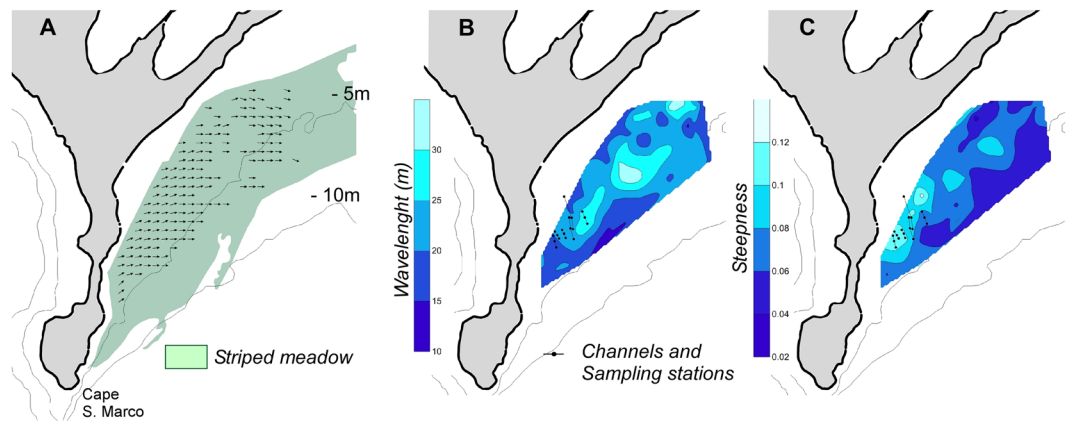 A
- 5m
- 10m
Striped meadow
Cape
S. Marco
B
Wavelenght (m)
30
25
20
15
10
Channels and
Sampling stations
C
Steepness
0.12
0.1
0.08
0.06
0.04
0.02